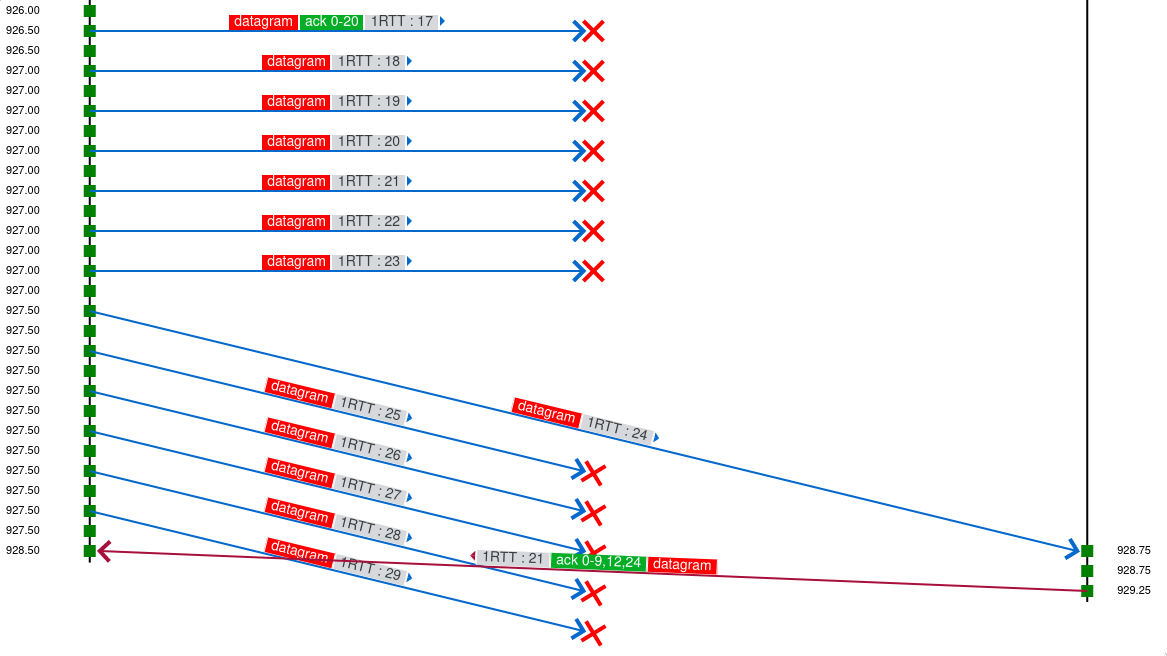 926.00
datagram ack 0-20 1RTT : 17
926.50
926.50
datagram 1RTT : 18
927.00
927.00
datagram 1RTT : 19
927.00
927.00
datagram 1RTT : 20
927.00
927.00
datagram 1RTT : 21
927.00
927.00
datagram 1RTT : 22
927.00
927.00
datagram 1RTT : 23
927.00
927.00
927.50
927.50
927.50
927.50
927.50
datagram 1RTT : 25
datagram 1RTT : 24
927.50
927.50
datagram 1RTT : 26
927.50
927.50
datagram 1RTT : 27
927.50
927.50
datagram 1RTT : 28
927.50
928.50
928.75
1RTT : 21 ack 0-9,12,24 datagram
datagram 1RTT : 29
928.75
929.25